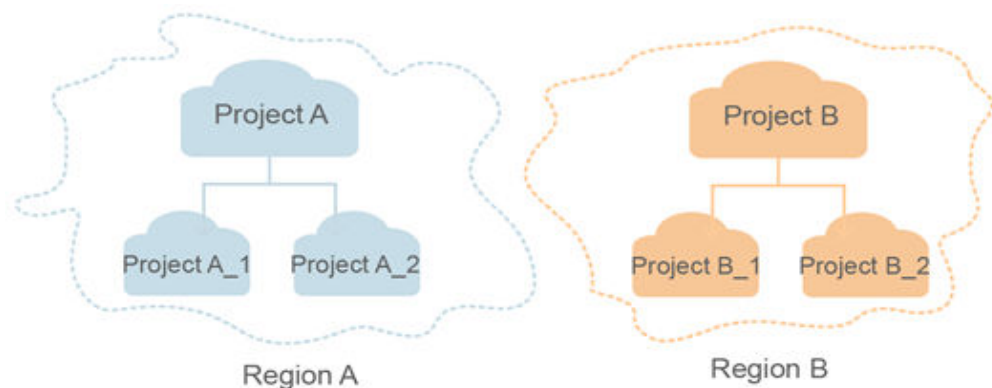 Project A
Project B
Project A_1
Project A_2
Project B_1
Project B_2
Region A
Region B